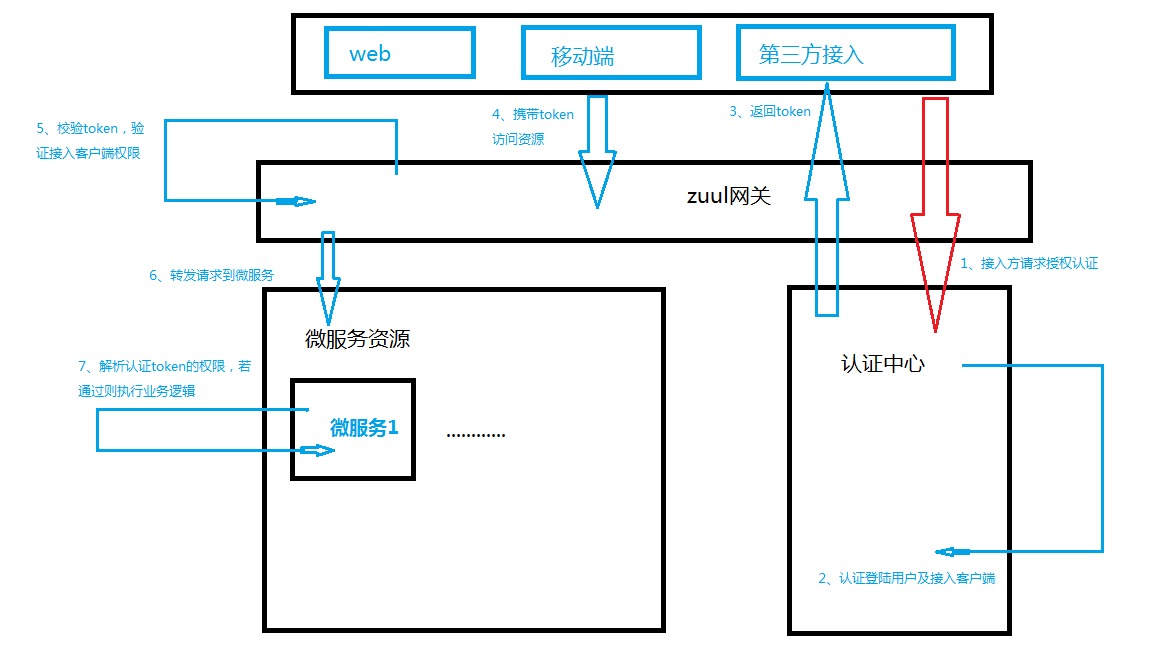 web
移动端
第三方接入
5、校验token，验
证接入客户端权限
4、携带token
访问资源
3、返回token
zuul网关
1、接入方请求授权认证
6、转发请求到微服务
微服务资源
认证中心
7、解析认证token的权限，若
通过则执行业务逻辑
微服务1
............
2、认证登陆用户及接入客户端